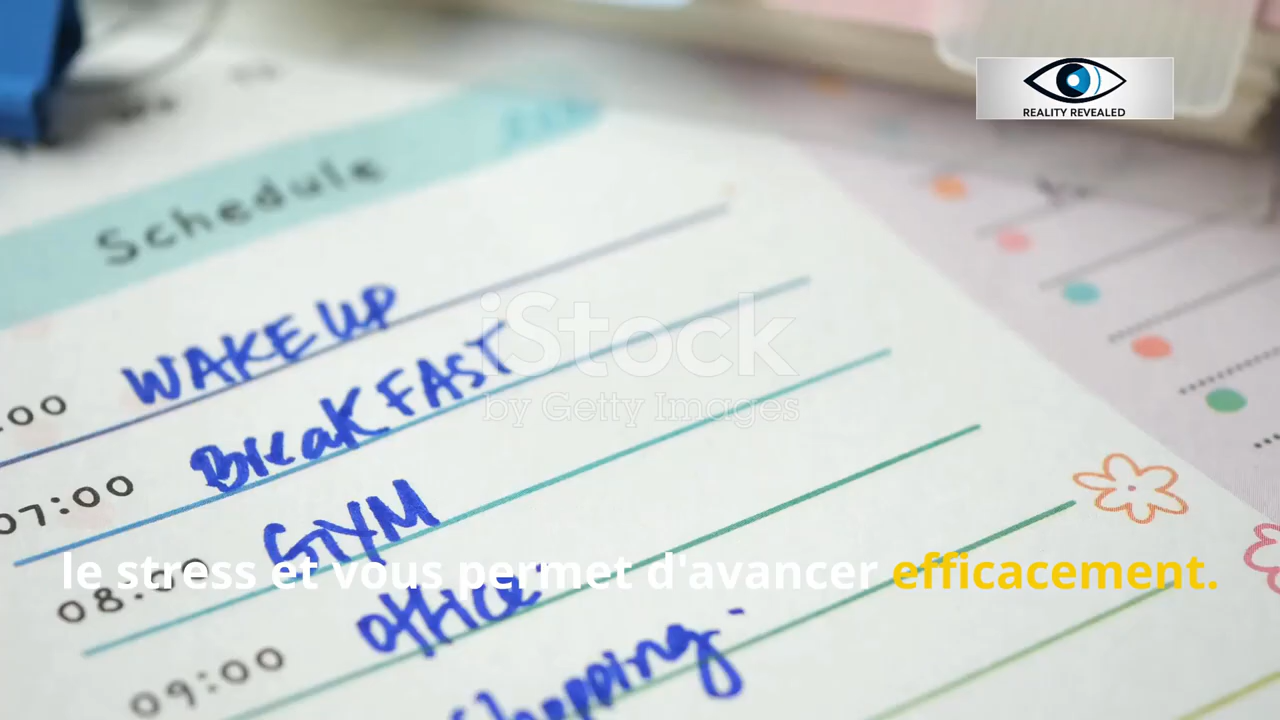 REALITY REVEALED
Schedule
:00 WAKE UP
07:00 BreaKFAST
08:00 GYM
09:00 office
Shopping
iStock
by Getty Images
le stress et vous permet d'avancer efficacement.